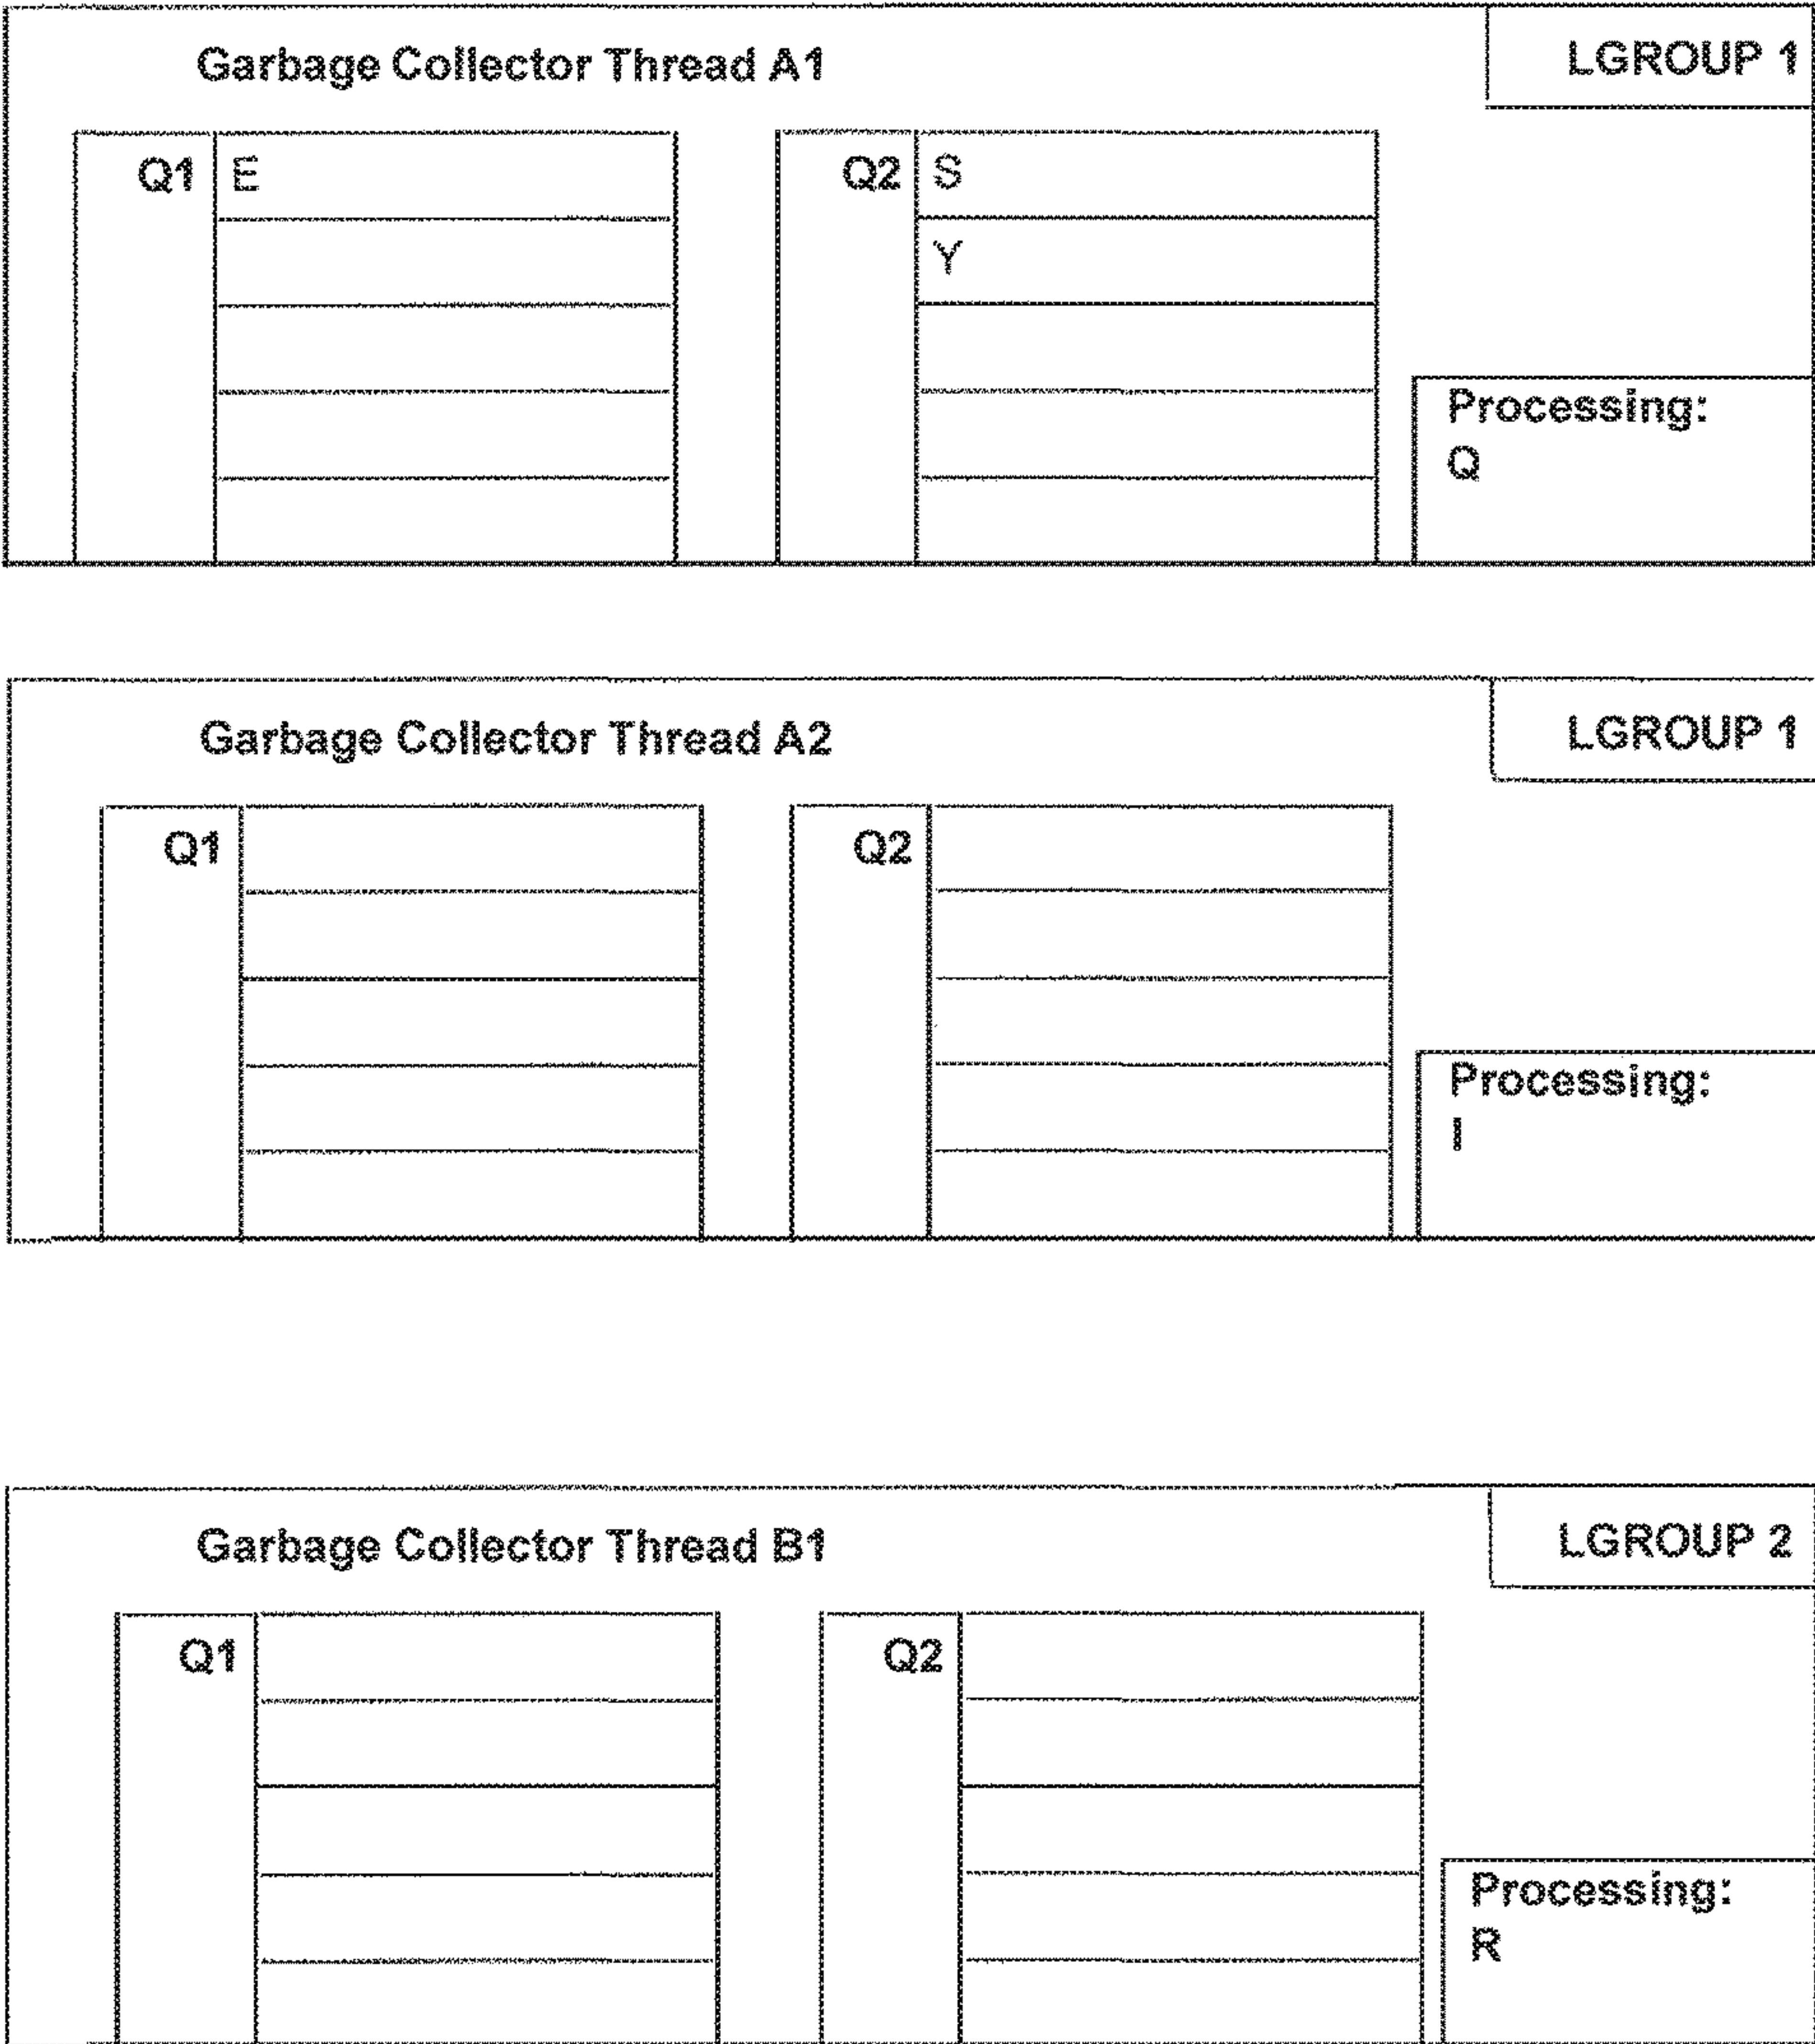 Garbage Collector Thread A1
LGROUP 1
Q1
E
Q2
S
Y
Processing:
Q
Garbage Collector Thread A2
LGROUP 1
Q1
Q2
Processing:
I
Garbage Collector Thread B1
LGROUP 2
Q1
Q2
Processing:
R